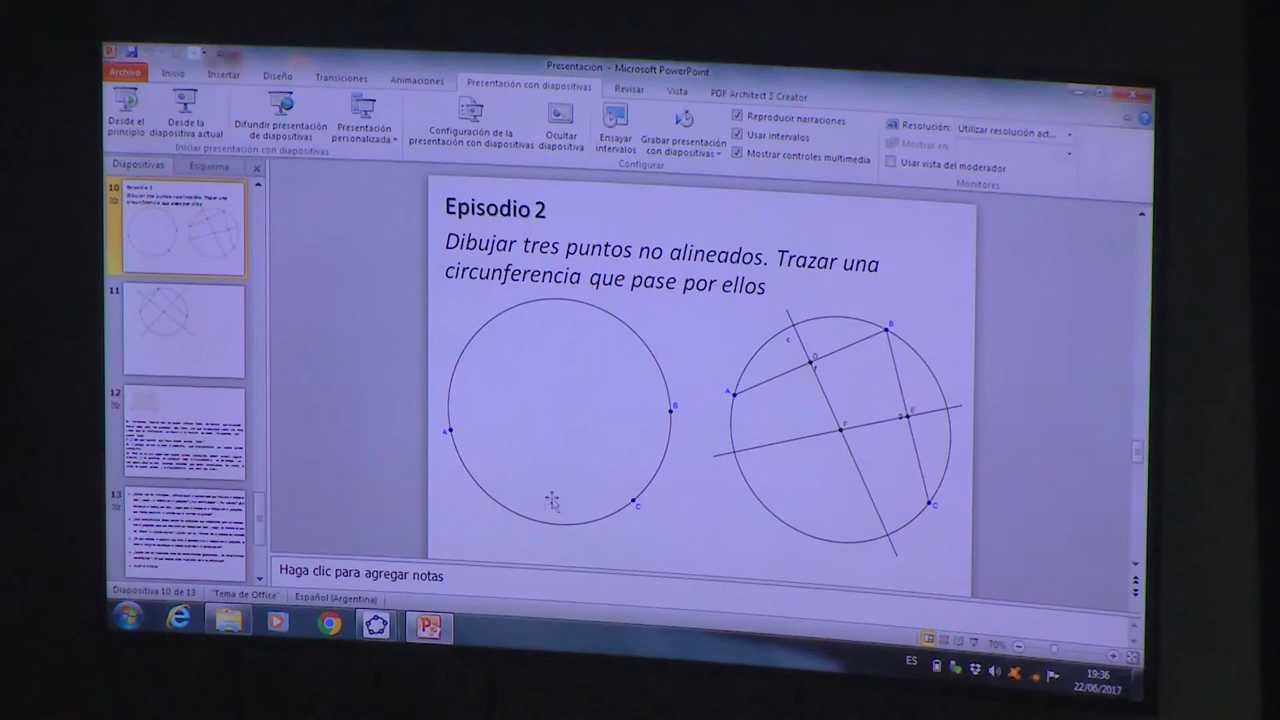 Presentación - Microsoft PowerPoint
Archivo Inicio Insertar Diseño Transiciones Animaciones Presentación con diapositivas Revisar Vista PDF Architect 3 Creator
Desde el principio
Desde la diapositiva actual
Difundir presentación de diapositivas
Presentación personalizada
Iniciar presentación con diapositivas
Configuración de la presentación con diapositivas
Ocultar diapositiva
Ensayar intervalos
Grabar presentación con diapositivas
Reproducir narraciones
Usar intervalos
Mostrar controles multimedia
Configurar
Resolución: Utilizar resolución act...
Mostrar en:
Usar vista del moderador
Monitores
Diapositivas Esquema
10
11
12
13
Episodio 2
Dibujar tres puntos no alineados. Trazar una
circunferencia que pase por ellos
A
B
C
A
B
C
D
E
F
Haga clic para agregar notas
Diapositiva 10 de 13 "Tema de Office" Español (Argentina) 70%
ES 19:36
22/06/2017